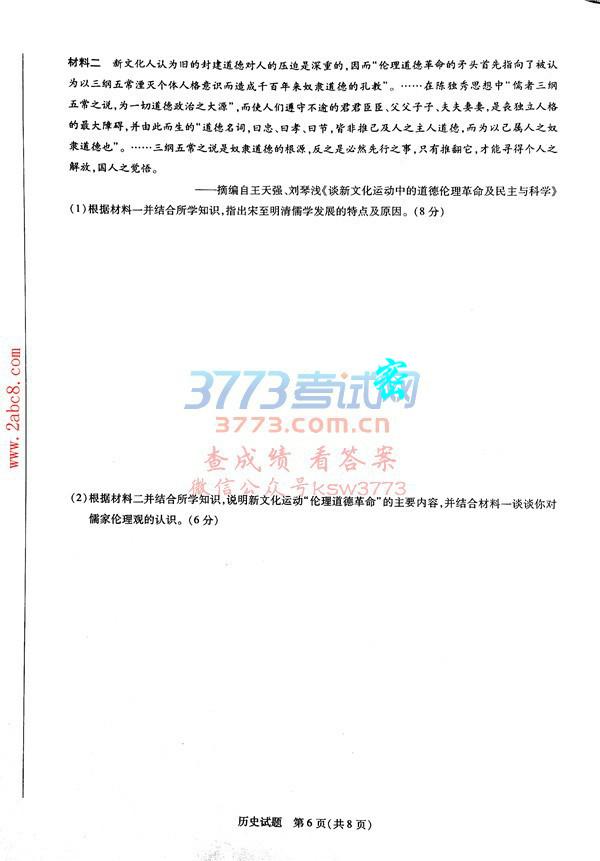 材料二 新文化人认为旧的封建道德对人的压迫是深重的,因而“伦理道德革命的矛头首先指向了被认
为以三纲五常湮灭个体人格意识而造成千百年来奴隶道德的孔教”。……在陈独秀思想中“儒者三纲
五常之说,为一切道德政治之大源”,而使人们遵守不逾的君君臣臣、父父子子、夫夫妻妻,是丧独立人格
的最大障碍,并由此而生的“道德名词,曰忠、曰孝、曰节,皆非推己及人之主人道德,而为以己属人之奴
隶道德也”。……三纲五常之说是奴隶道德的根源,反之是必然先行之事,只有推翻它,才能寻得个人之
解放,国人之觉悟。
——摘编自王天强、刘琴浅《谈新文化运动中的道德伦理革命及民主与科学》
(1)根据材料一并结合所学知识,指出宋至明清儒学发展的特点及原因。(8分)
www.2abc8.com
密
3773考试网
3773.com.cn
查成绩 看答案
微信公众号Ksw3773
(2)根据材料二并结合所学知识,说明新文化运动“伦理道德革命”的主要内容,并结合材料一谈谈你对
儒家伦理观的认识。(6分)
历史试题 第6页(共8页)